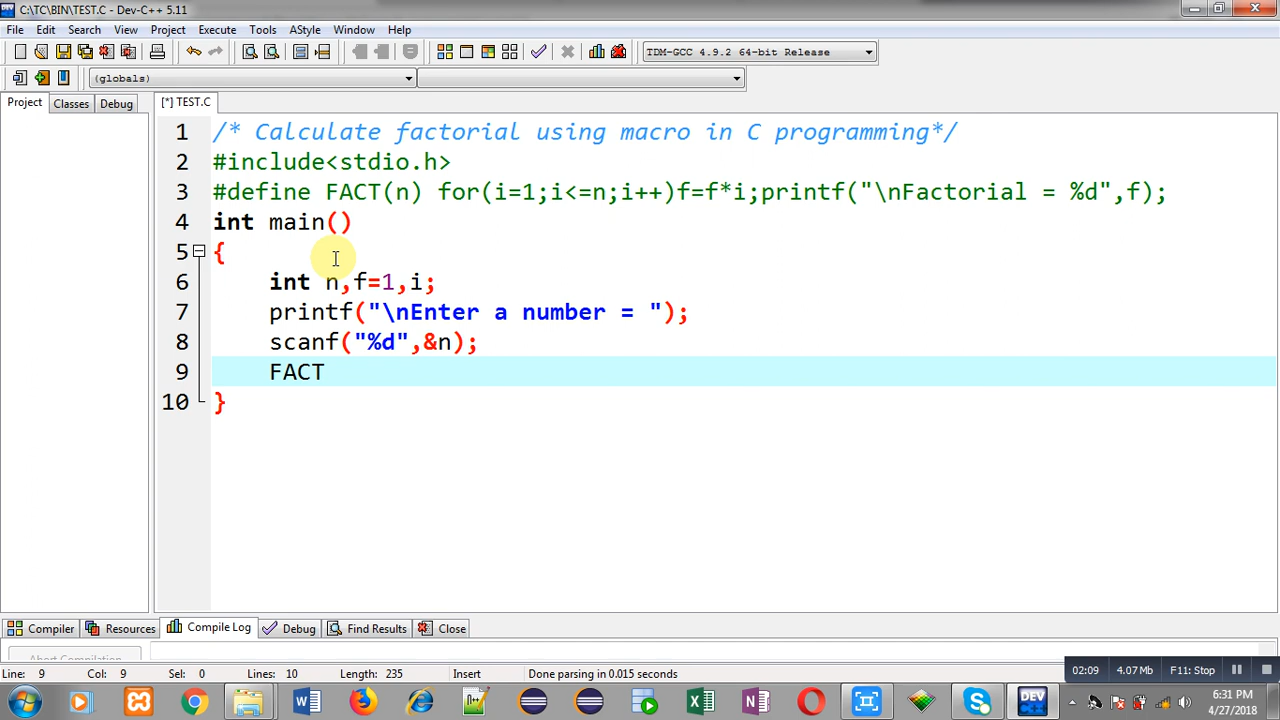 C:\TC\BIN\TEST.C - Dev-C++ 5.11
File Edit Search View Project Execute Tools AStyle Window Help
TDM-GCC 4.9.2 64-bit Release
(globals)
Project Classes Debug [*] TEST.C
1 /* Calculate factorial using macro in C programming*/
2 #include<stdio.h>
3 #define FACT(n) for(i=1;i<=n;i++)f=f*i;printf("\nFactorial = %d",f);
4 int main()
5 {
6 int n,f=1,i;
7 printf("\nEnter a number = ");
8 scanf("%d",&n);
9 FACT
10 }
Compiler Resources Compile Log Debug Find Results Close
Abort Compilation
Line: 9 Col: 9 Sel: 0 Lines: 10 Length: 235 Insert Done parsing in 0.015 seconds
02:09 4.07 Mb F11: Stop
DEV
6:31 PM
4/27/2018